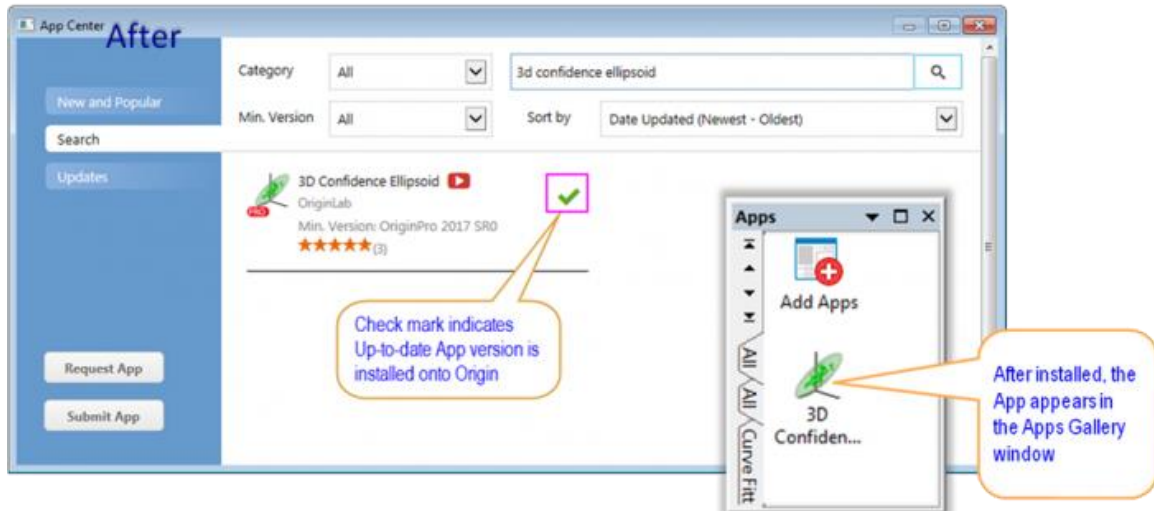 App Center
After
Category
All
3d confidence ellipsoid
New and Popular
Min. Version
All
Sort by
Date Updated (Newest - Oldest)
Search
Updates
3D Confidence Ellipsoid
OriginLab
PRO
Min. Version: OriginPro 2017 SR0
(3)
Check mark indicates
Up-to-date App version is
installed onto Origin
Request App
Submit App
Apps
Add Apps
All
All
Curve Fitt
3D
Confiden...
After installed, the
App appears in
the Apps Gallery
window